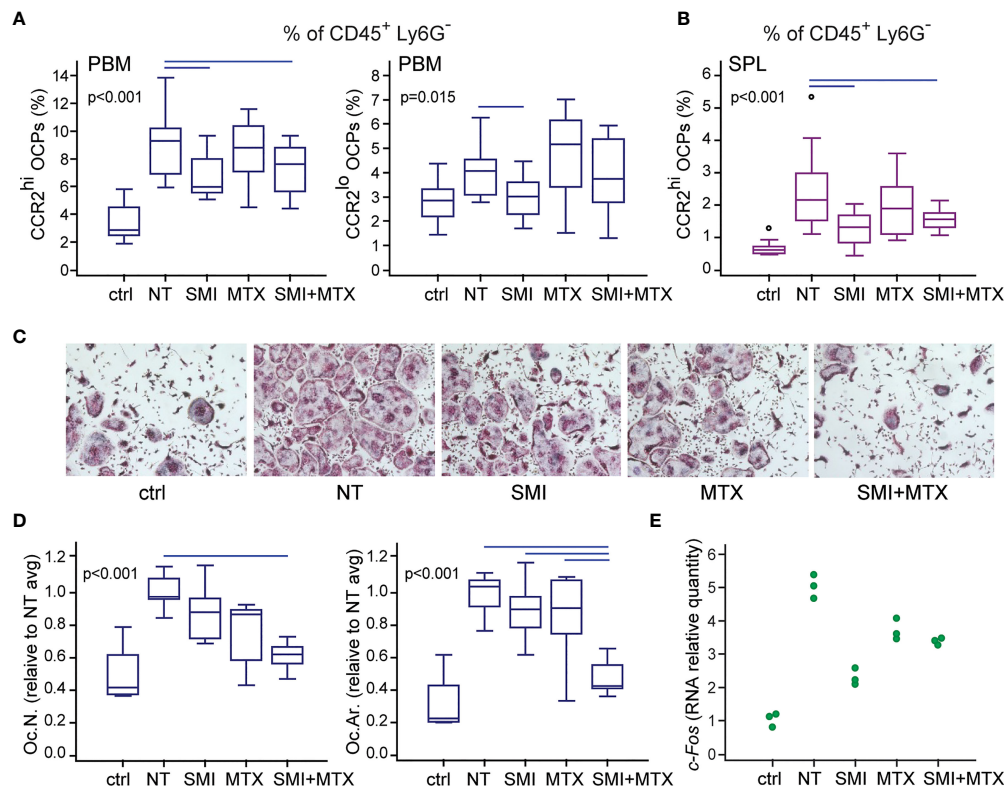 A
% of CD45+ Ly6G-
B
% of CD45+ Ly6G-
PBM
p<0.001
CCR2hi OCPs (%)
14
12
10
8
6
4
2
0
ctrl NT SMI MTX SMI+MTX
PBM
p=0.015
CCR2lo OCPs (%)
8
7
6
5
4
3
2
1
0
ctrl NT SMI MTX SMI+MTX
SPL
p<0.001
CCR2hi OCPs (%)
6
5
4
3
2
1
0
ctrl NT SMI MTX SMI+MTX
C
ctrl NT SMI MTX SMI+MTX
D
p<0.001
Oc.N. (relaive to NT avg)
1.2
1.0
0.8
0.6
0.4
0.2
0.0
ctrl NT SMI MTX SMI+MTX
p<0.001
Oc.Ar. (relaive to NT avg)
1.2
1.0
0.8
0.6
0.4
0.2
0.0
ctrl NT SMI MTX SMI+MTX
E
c-Fos (RNA relative quantity)
6
5
4
3
2
1
0
ctrl NT SMI MTX SMI+MTX